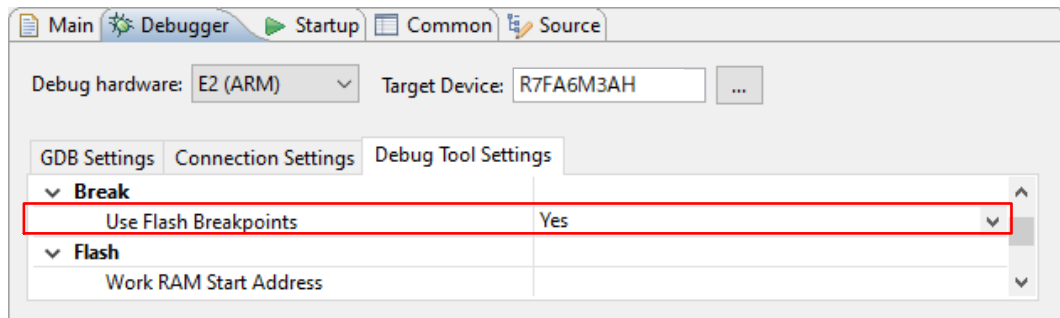 Main Debugger Startup Common Source
Debug hardware: E2 (ARM) Target Device: R7FA6M3AH ...
GDB Settings Connection Settings Debug Tool Settings
Break
Use Flash Breakpoints Yes
Flash
Work RAM Start Address